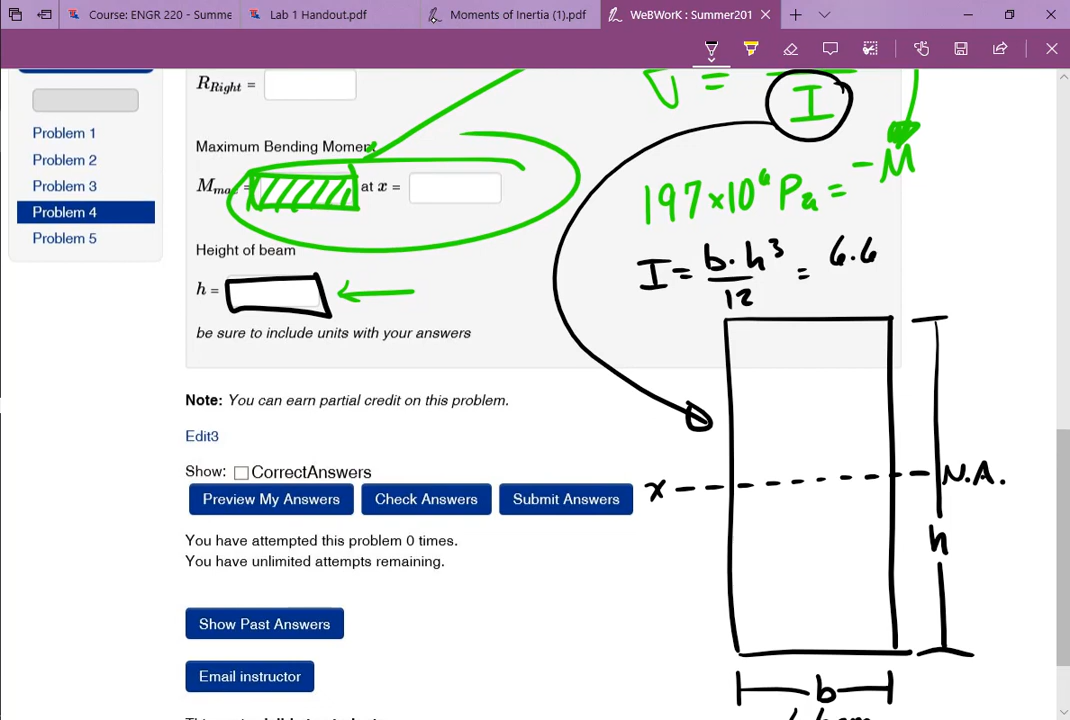 Course: ENGR 220 - Summe
Lab 1 Handout.pdf
Moments of Inertia (1).pdf
WeBWorK : Summer201
R_Right =
σ = I
Problem 1
Problem 2
Problem 3
Problem 4
Problem 5
Maximum Bending Moment
M_ma = at x =
197×10⁶ Pa = -M
Height of beam
I = b·h³/12 = 6.6
h =
be sure to include units with your answers
Note: You can earn partial credit on this problem.
Edit3
Show: CorrectAnswers
Preview My Answers
Check Answers
Submit Answers
x
N.A.
h
You have attempted this problem 0 times.
You have unlimited attempts remaining.
Show Past Answers
Email instructor
b